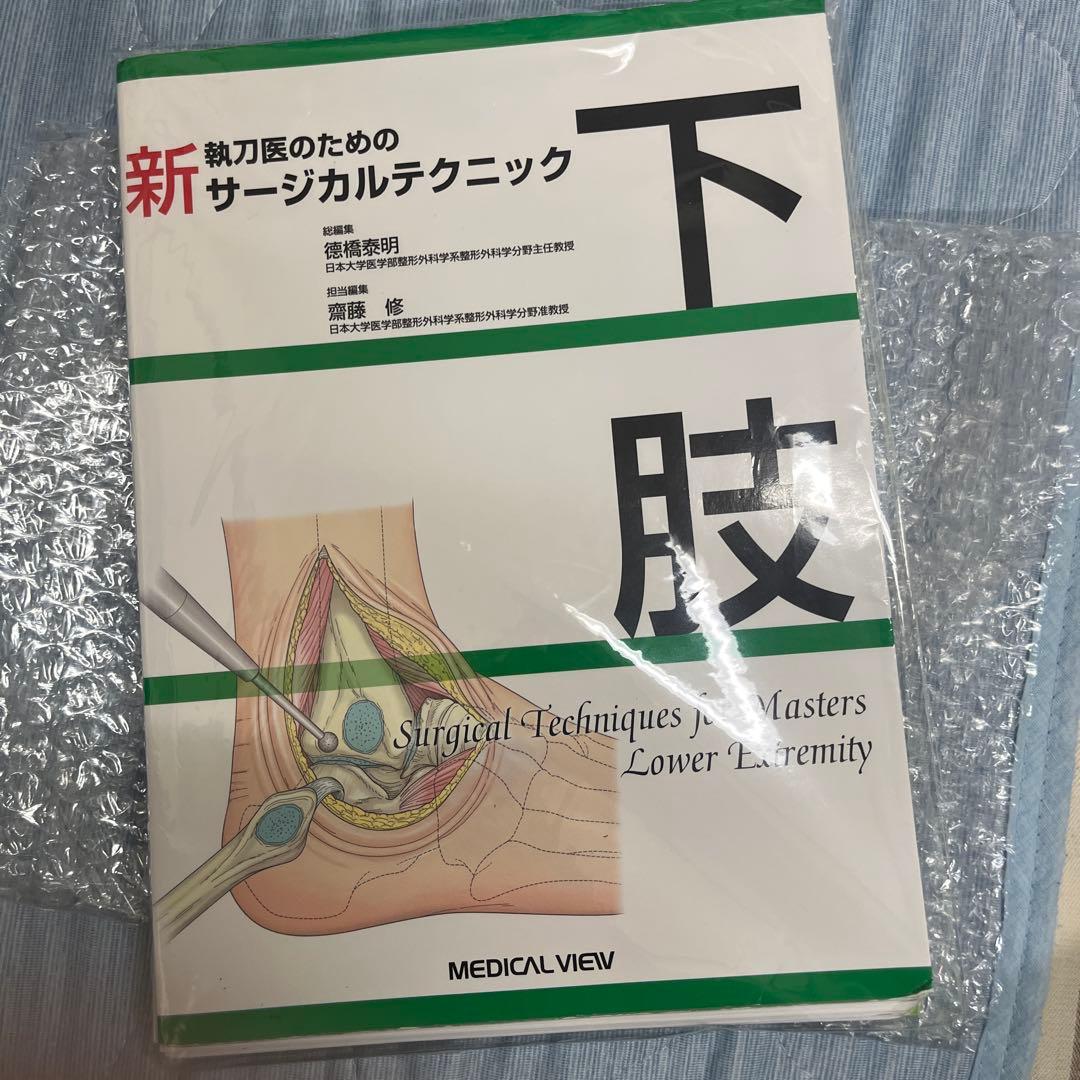 新
執刀医のための
サージカルテクニック
下肢
総編集
德橋泰明
日本大学医学部整形外科学系整形外科学分野主任教授
担当編集
齋藤 修
日本大学医学部整形外科学系整形外科学分野准教授
Surgical Techniques for Masters
Lower Extremity
MEDICAL VIEW